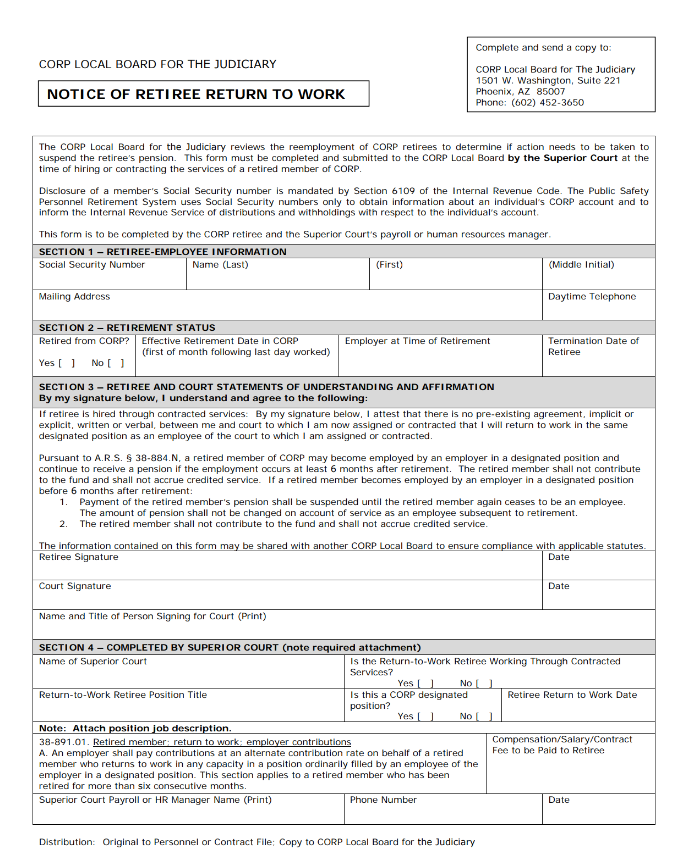 Complete and send a copy to:
CORP LOCAL BOARD FOR THE JUDICIARY
CORP Local Board for The Judiciary
1501 W. Washington, Suite 221
Phoenix, AZ  85007
Phone: (602) 452-3650
NOTICE OF RETIREE RETURN TO WORK
The CORP Local Board for the Judiciary reviews the reemployment of CORP retirees to determine if action needs to be taken to
suspend the retiree's pension.  This form must be completed and submitted to the CORP Local Board by the Superior Court at the
time of hiring or contracting the services of a retired member of CORP.
Disclosure of a member's Social Security number is mandated by Section 6109 of the Internal Revenue Code. The Public Safety
Personnel Retirement System uses Social Security numbers only to obtain information about an individual's CORP account and to
inform the Internal Revenue Service of distributions and withholdings with respect to the individual's account.
This form is to be completed by the CORP retiree and the Superior Court's payroll or human resources manager.
SECTION 1 – RETIREE-EMPLOYEE INFORMATION
Social Security Number Name (Last) (First) (Middle Initial)
Mailing Address Daytime Telephone
SECTION 2 – RETIREMENT STATUS
Retired from CORP? Effective Retirement Date in CORP Employer at Time of Retirement Termination Date of
(first of month following last day worked) Retiree
Yes [  ] No [  ]
SECTION 3 – RETIREE AND COURT STATEMENTS OF UNDERSTANDING AND AFFIRMATION
By my signature below, I understand and agree to the following:
If retiree is hired through contracted services:  By my signature below, I attest that there is no pre-existing agreement, implicit or
explicit, written or verbal, between me and court to which I am now assigned or contracted that I will return to work in the same
designated position as an employee of the court to which I am assigned or contracted.
Pursuant to A.R.S. § 38-884.N, a retired member of CORP may become employed by an employer in a designated position and
continue to receive a pension if the employment occurs at least 6 months after retirement.  The retired member shall not contribute
to the fund and shall not accrue credited service.  If a retired member becomes employed by an employer in a designated position
before 6 months after retirement:
1. Payment of the retired member's pension shall be suspended until the retired member again ceases to be an employee.
The amount of pension shall not be changed on account of service as an employee subsequent to retirement.
2. The retired member shall not contribute to the fund and shall not accrue credited service.
The information contained on this form may be shared with another CORP Local Board to ensure compliance with applicable statutes.
Retiree Signature Date
Court Signature Date
Name and Title of Person Signing for Court (Print)
SECTION 4 – COMPLETED BY SUPERIOR COURT (note required attachment)
Name of Superior Court Is the Return-to-Work Retiree Working Through Contracted
Services?
Yes [  ] No [  ]
Return-to-Work Retiree Position Title Is this a CORP designated Retiree Return to Work Date
position?
Yes [  ] No [  ]
Note:  Attach position job description.
38-891.01. Retired member; return to work; employer contributions Compensation/Salary/Contract
A. An employer shall pay contributions at an alternate contribution rate on behalf of a retired Fee to be Paid to Retiree
member who returns to work in any capacity in a position ordinarily filled by an employee of the
employer in a designated position. This section applies to a retired member who has been
retired for more than six consecutive months.
Superior Court Payroll or HR Manager Name (Print) Phone Number Date
Distribution:  Original to Personnel or Contract File; Copy to CORP Local Board for the Judiciary